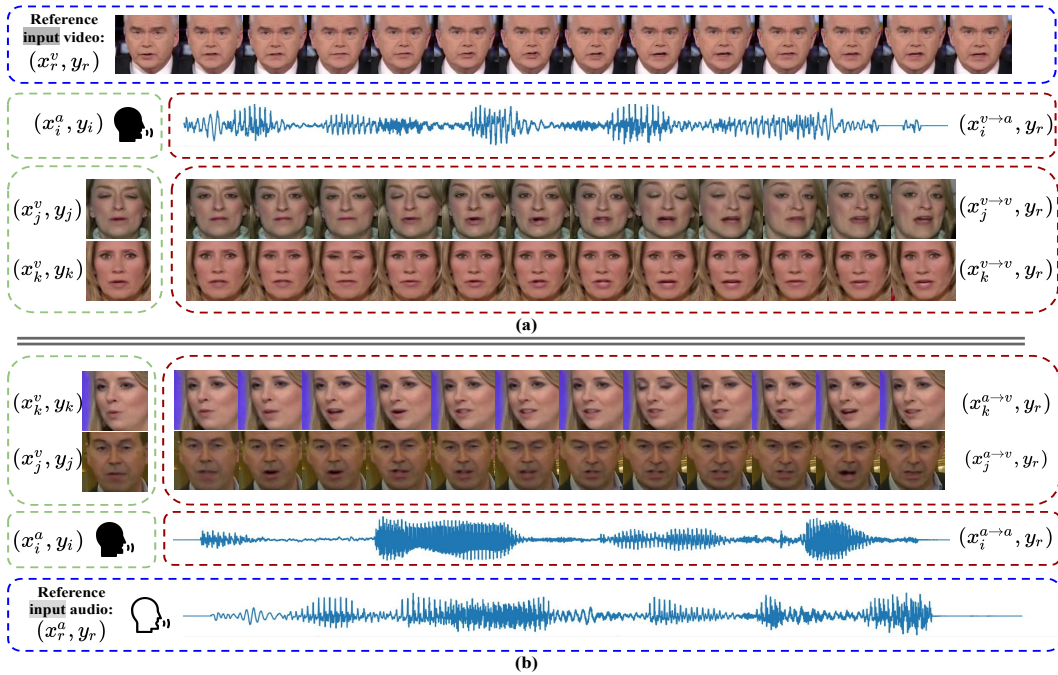 Reference
input video:
(x_r^v, y_r)
(x_i^a, y_i)
(x_i^{v→a}, y_r)
(x_j^v, y_j)
(x_j^{v→v}, y_r)
(x_k^v, y_k)
(x_k^{v→v}, y_r)
(a)
(x_k^v, y_k)
(x_k^{a→v}, y_r)
(x_j^v, y_j)
(x_j^{a→v}, y_r)
(x_i^a, y_i)
(x_i^{a→a}, y_r)
Reference
input audio:
(x_r^a, y_r)
(b)